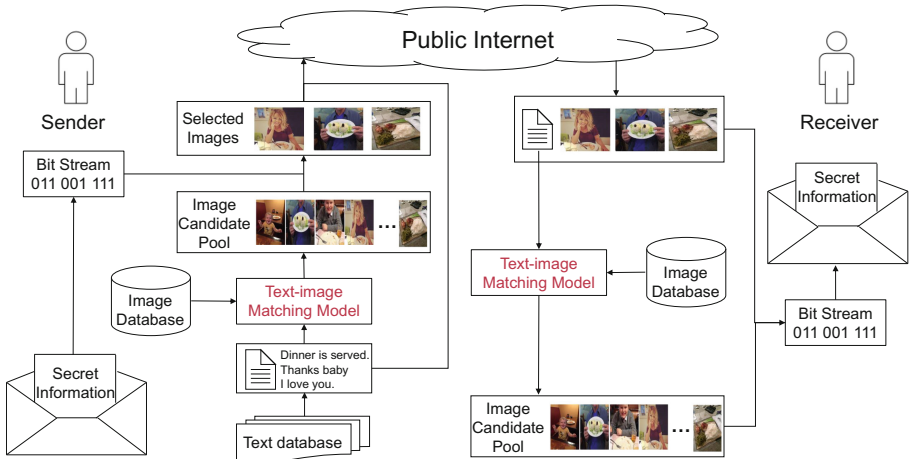 Public Internet
Sender
Selected
Images
Bit Stream
011 001 111
Image
Candidate
Pool
...
Image
Database
Text-image
Matching Model
Dinner is served.
Thanks baby
I love you.
Secret
Information
Text database
Receiver
Secret
Information
Text-image
Matching Model
Image
Database
Bit Stream
011 001 111
Image
Candidate
Pool
...